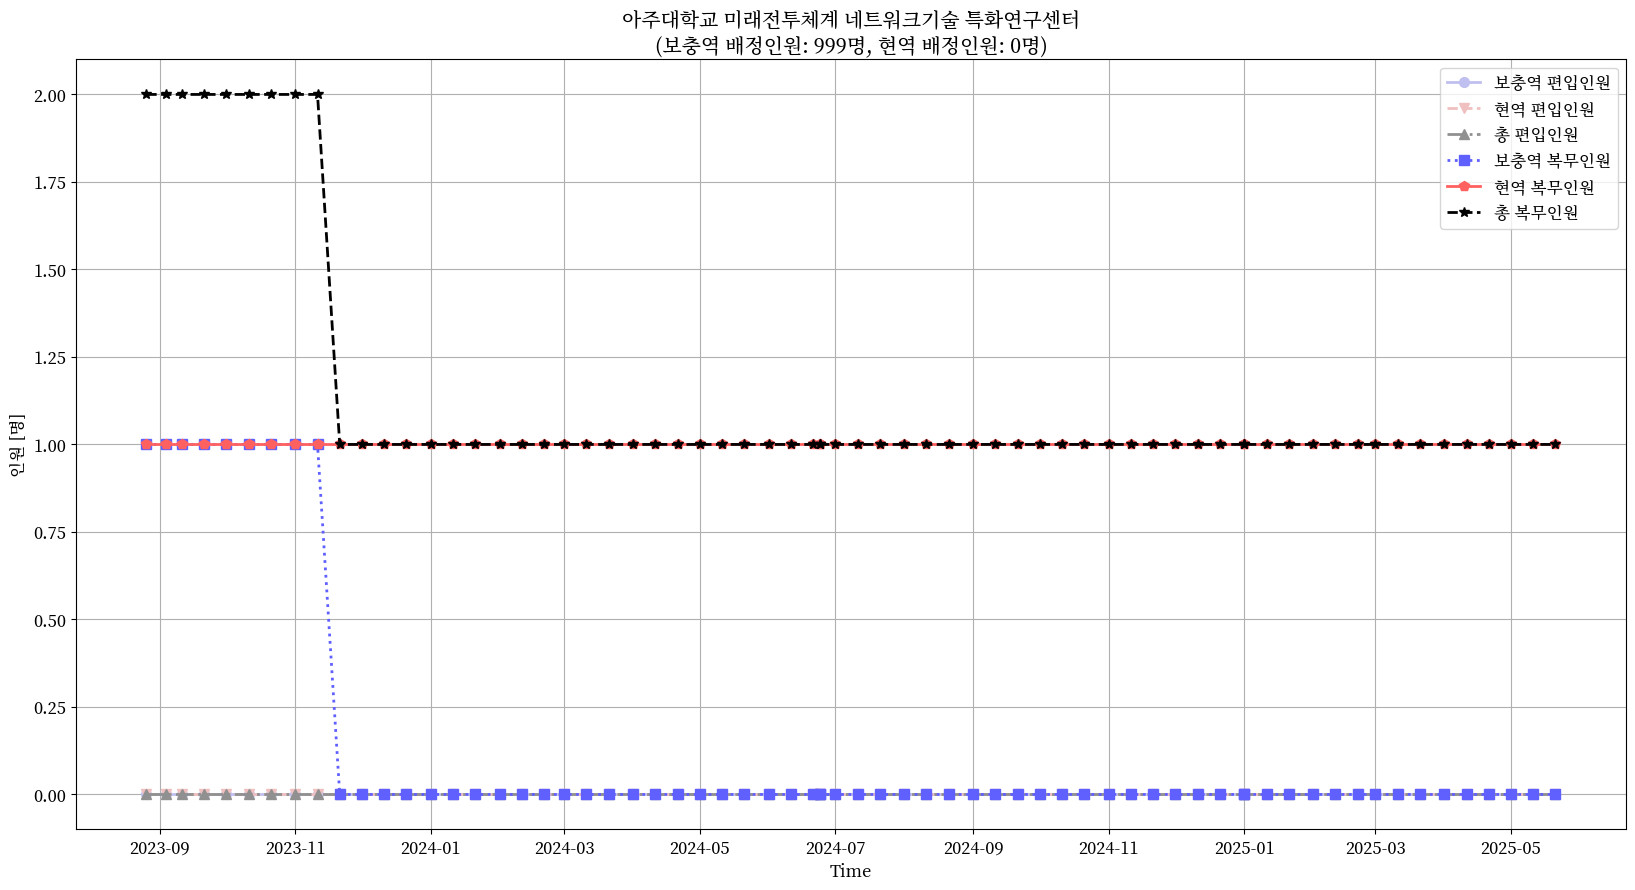 아주대학교 미래전투체계 네트워크기술 특화연구센터
(보충역 배정인원: 999명, 현역 배정인원: 0명)
보충역 편입인원
현역 편입인원
총 편입인원
보충역 복무인원
현역 복무인원
총 복무인원
인원 [명]
2.00
1.75
1.50
1.25
1.00
0.75
0.50
0.25
0.00
2023-09 2023-11 2024-01 2024-03 2024-05 2024-07 2024-09 2024-11 2025-01 2025-03 2025-05
Time